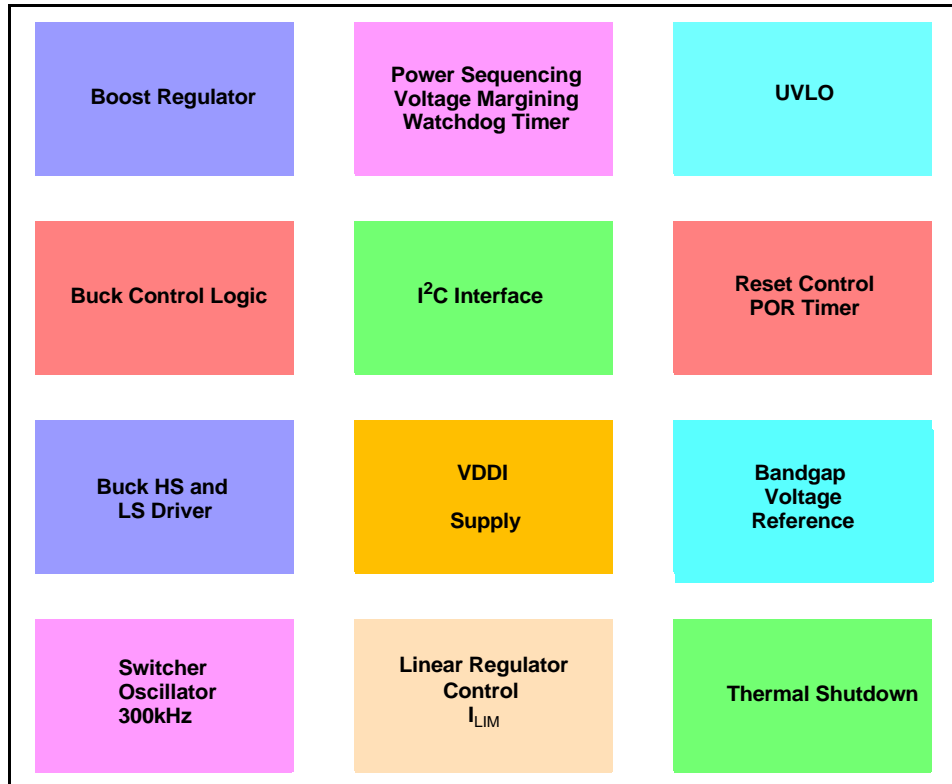 Boost Regulator
Power Sequencing
Voltage Margining
Watchdog Timer
UVLO
Buck Control Logic
I²C Interface
Reset Control
POR Timer
Buck HS and
LS Driver
VDDI
Supply
Bandgap
Voltage
Reference
Switcher
Oscillator
300kHz
Linear Regulator
Control
I_LIM
Thermal Shutdown